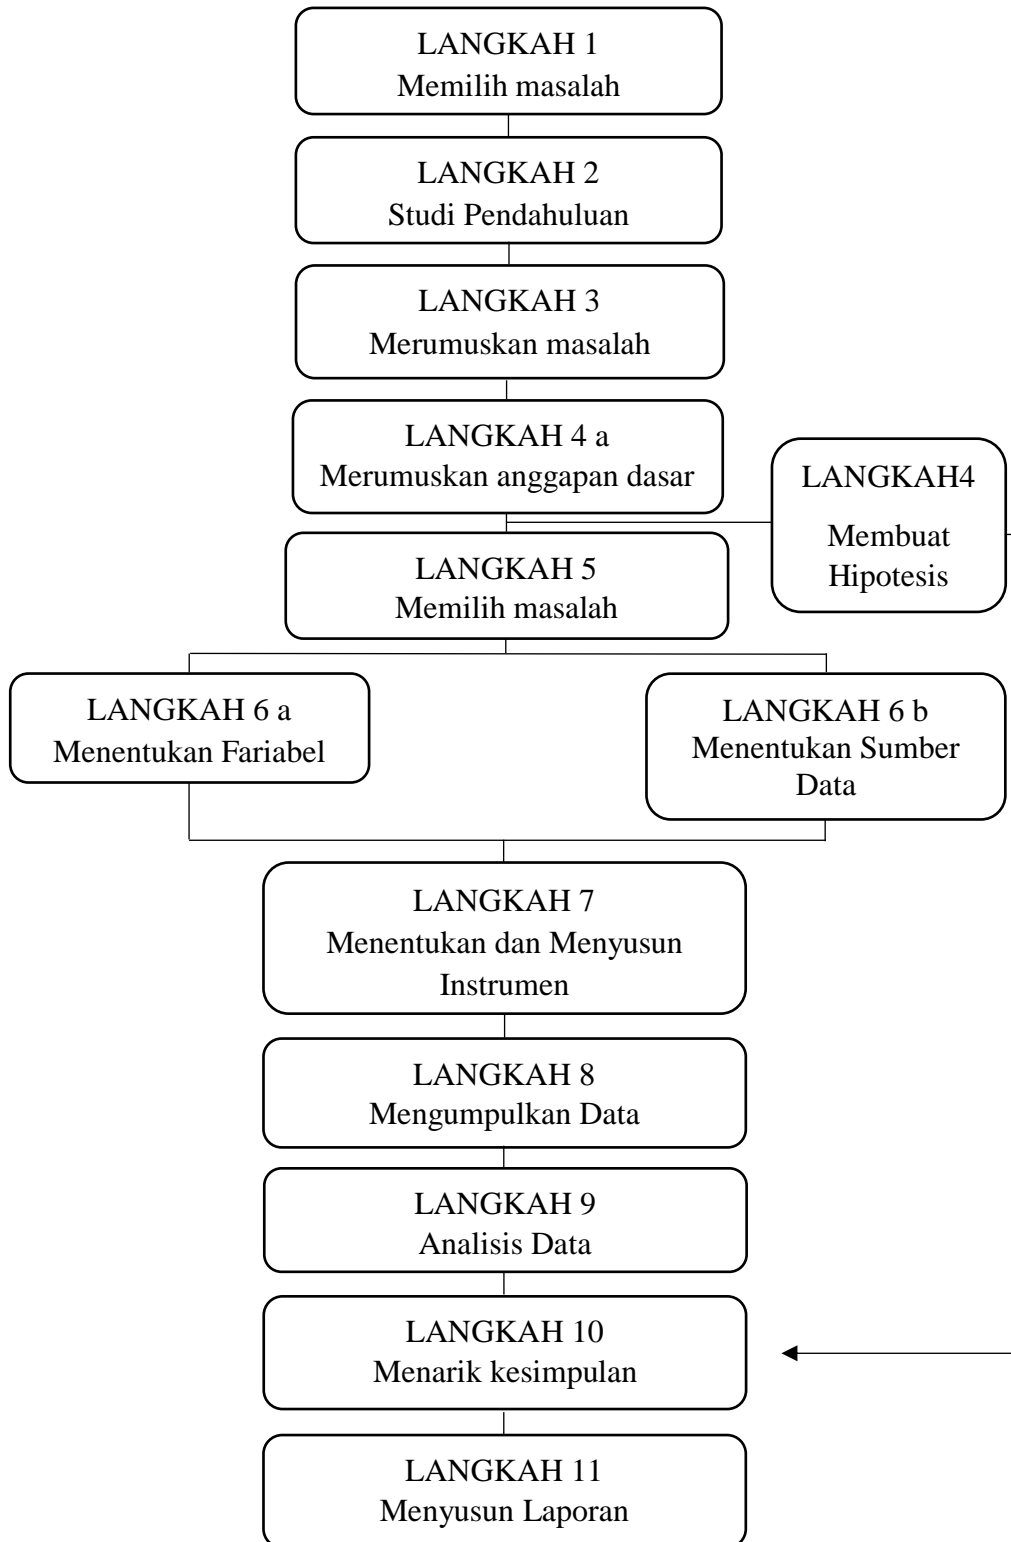 LANGKAH 1
Memilih masalah
LANGKAH 2
Studi Pendahuluan
LANGKAH 3
Merumuskan masalah
LANGKAH 4 a
Merumuskan anggapan dasar
LANGKAH4
Membuat
Hipotesis
LANGKAH 5
Memilih masalah
LANGKAH 6 a
Menentukan Fariabel
LANGKAH 6 b
Menentukan Sumber
Data
LANGKAH 7
Menentukan dan Menyusun
Instrumen
LANGKAH 8
Mengumpulkan Data
LANGKAH 9
Analisis Data
LANGKAH 10
Menarik kesimpulan
LANGKAH 11
Menyusun Laporan